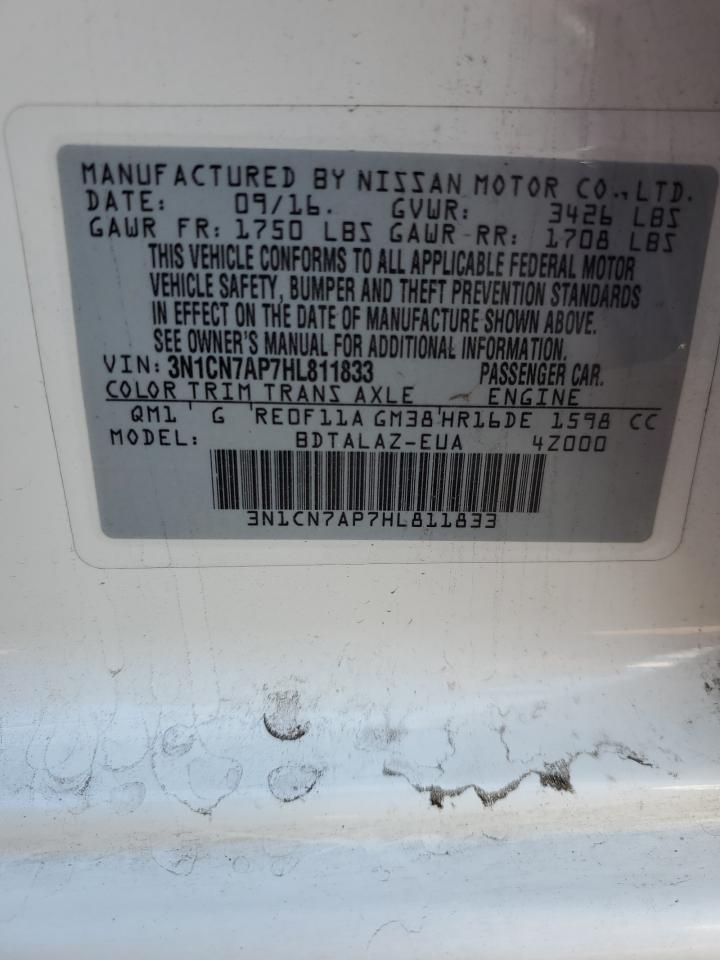 MANUFACTURED BY NISSAN MOTOR CO., LTD.
DATE: 09/16. GVWR: 3426 LBS
GAWR FR: 1750 LBS GAWR-RR: 1708 LBS
THIS VEHICLE CONFORMS TO ALL APPLICABLE FEDERAL MOTOR
VEHICLE SAFETY, BUMPER AND THEFT PREVENTION STANDARDS
IN EFFECT ON THE DATE OF MANUFACTURE SHOWN ABOVE.
SEE OWNER'S MANUAL FOR ADDITIONAL INFORMATION.
VIN: 3N1CN7AP7HL811833 PASSENGER CAR.
COLOR TRIM TRANS AXLE ENGINE
QM1 G RE0F11A GM38 HR16DE 1598 CC
MODEL: BDTALAZ-EUA 4Z000
3N1CN7AP7HL811833